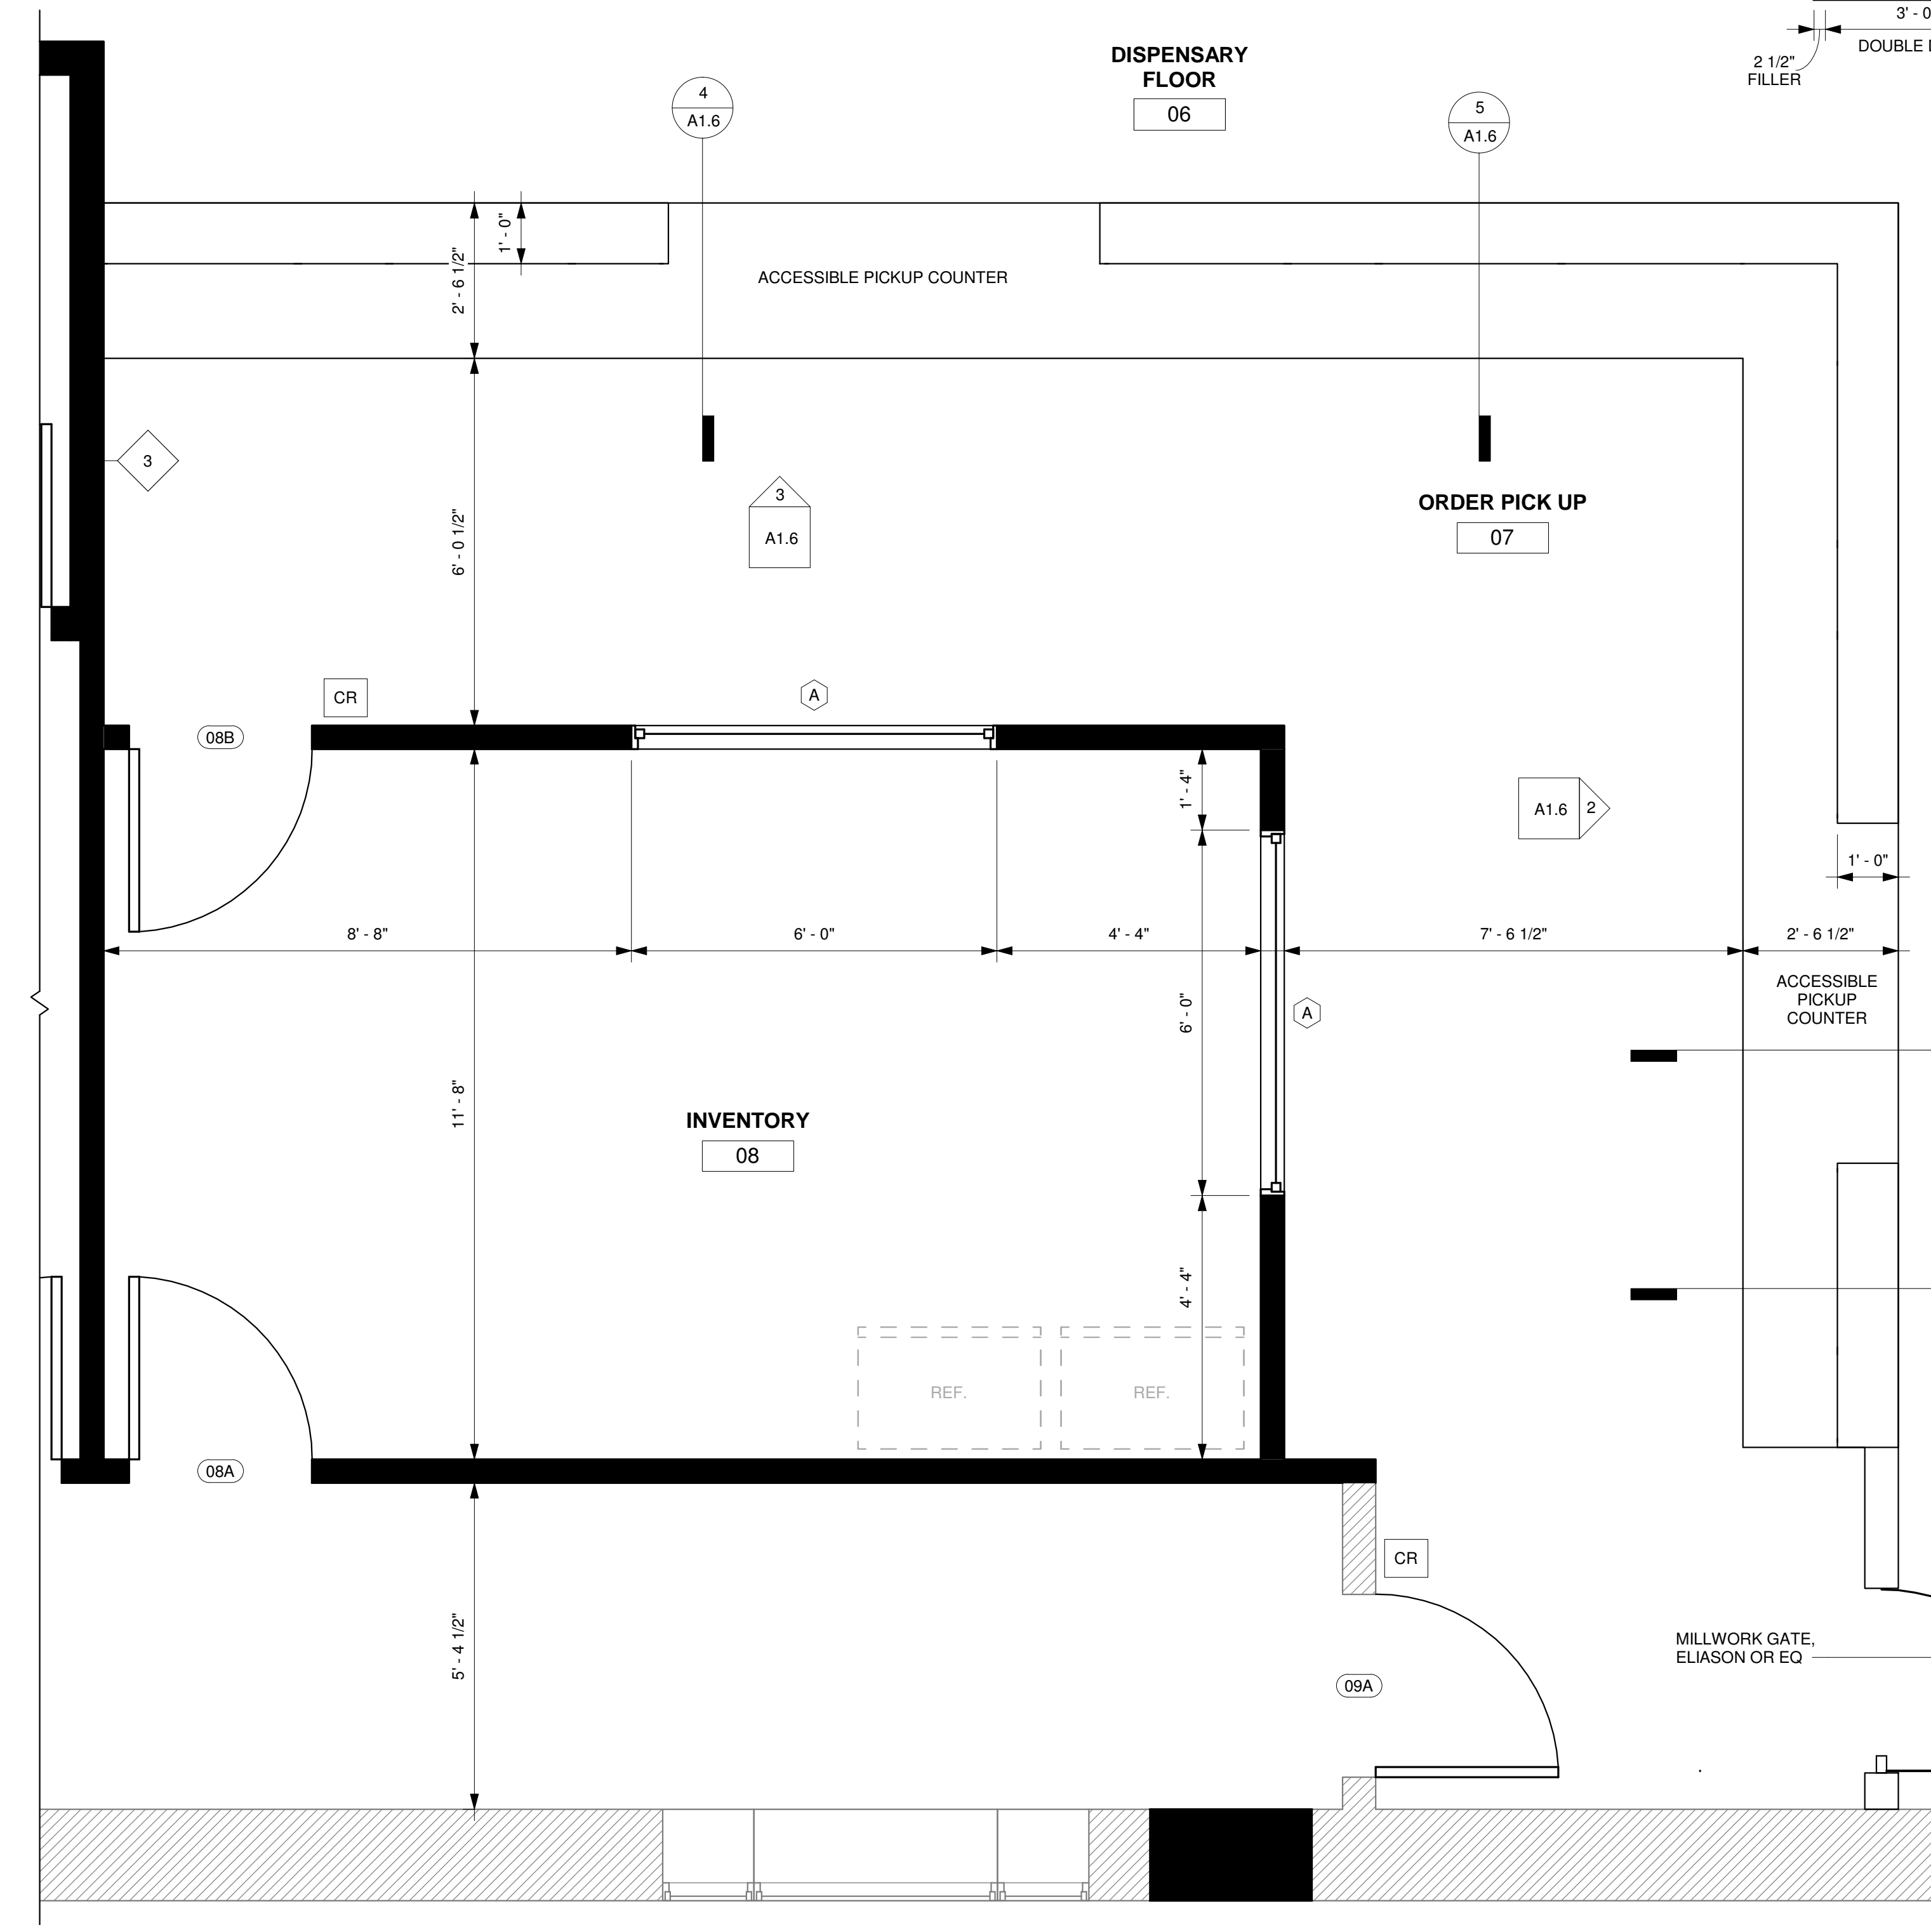 3' - 0
DOUBLE
2 1/2"
FILLER
DISPENSARY
FLOOR
06
4
A1.6
5
A1.6
1' - 0"
2' - 6 1/2"
ACCESSIBLE PICKUP COUNTER
3
3
A1.6
ORDER PICK UP
07
6' - 0 1/2"
CR
A
08B
1' - 4"
A1.6
2
1' - 0"
8' - 8"
6' - 0"
4' - 4"
7' - 6 1/2"
2' - 6 1/2"
ACCESSIBLE
PICKUP
COUNTER
6' - 0"
A
11' - 8"
INVENTORY
08
4' - 4"
REF.
REF.
08A
CR
5' - 4 1/2"
MILLWORK GATE,
ELIASON OR EQ
09A